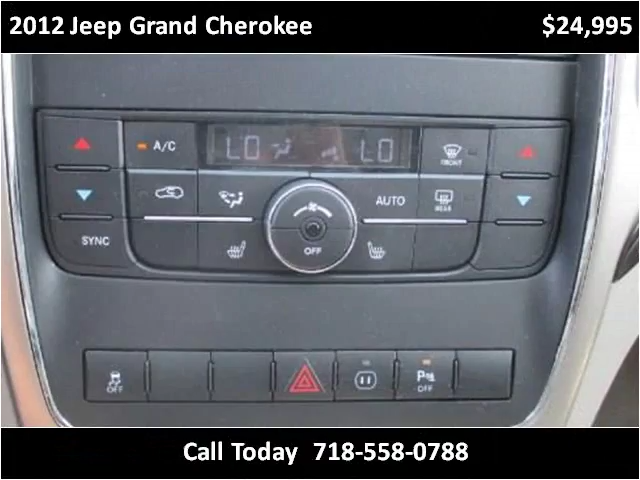 2012 Jeep Grand Cherokee $24,995
A/C LO LO FRONT
AUTO REAR
SYNC OFF
OFF P OFF
Call Today 718-558-0788